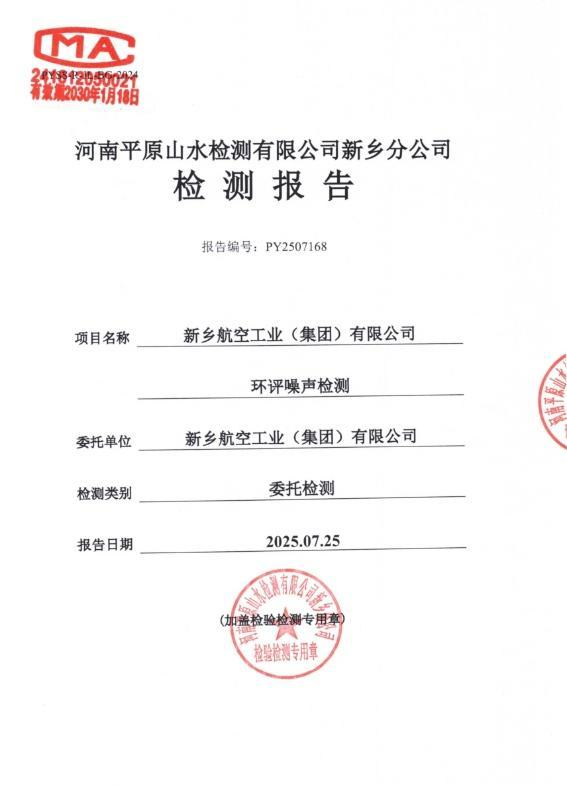 MA
241612050021
有效期2030年1月18日
河南平原山水检测有限公司新乡分公司
检测报告
报告编号：PY2507168
项目名称 新乡航空工业（集团）有限公司
环评噪声检测
委托单位 新乡航空工业（集团）有限公司
检测类别 委托检测
报告日期 2025.07.25
河南平原山水检测有限公司新乡分公司
(加盖检验检测专用章)
检验检测专用章